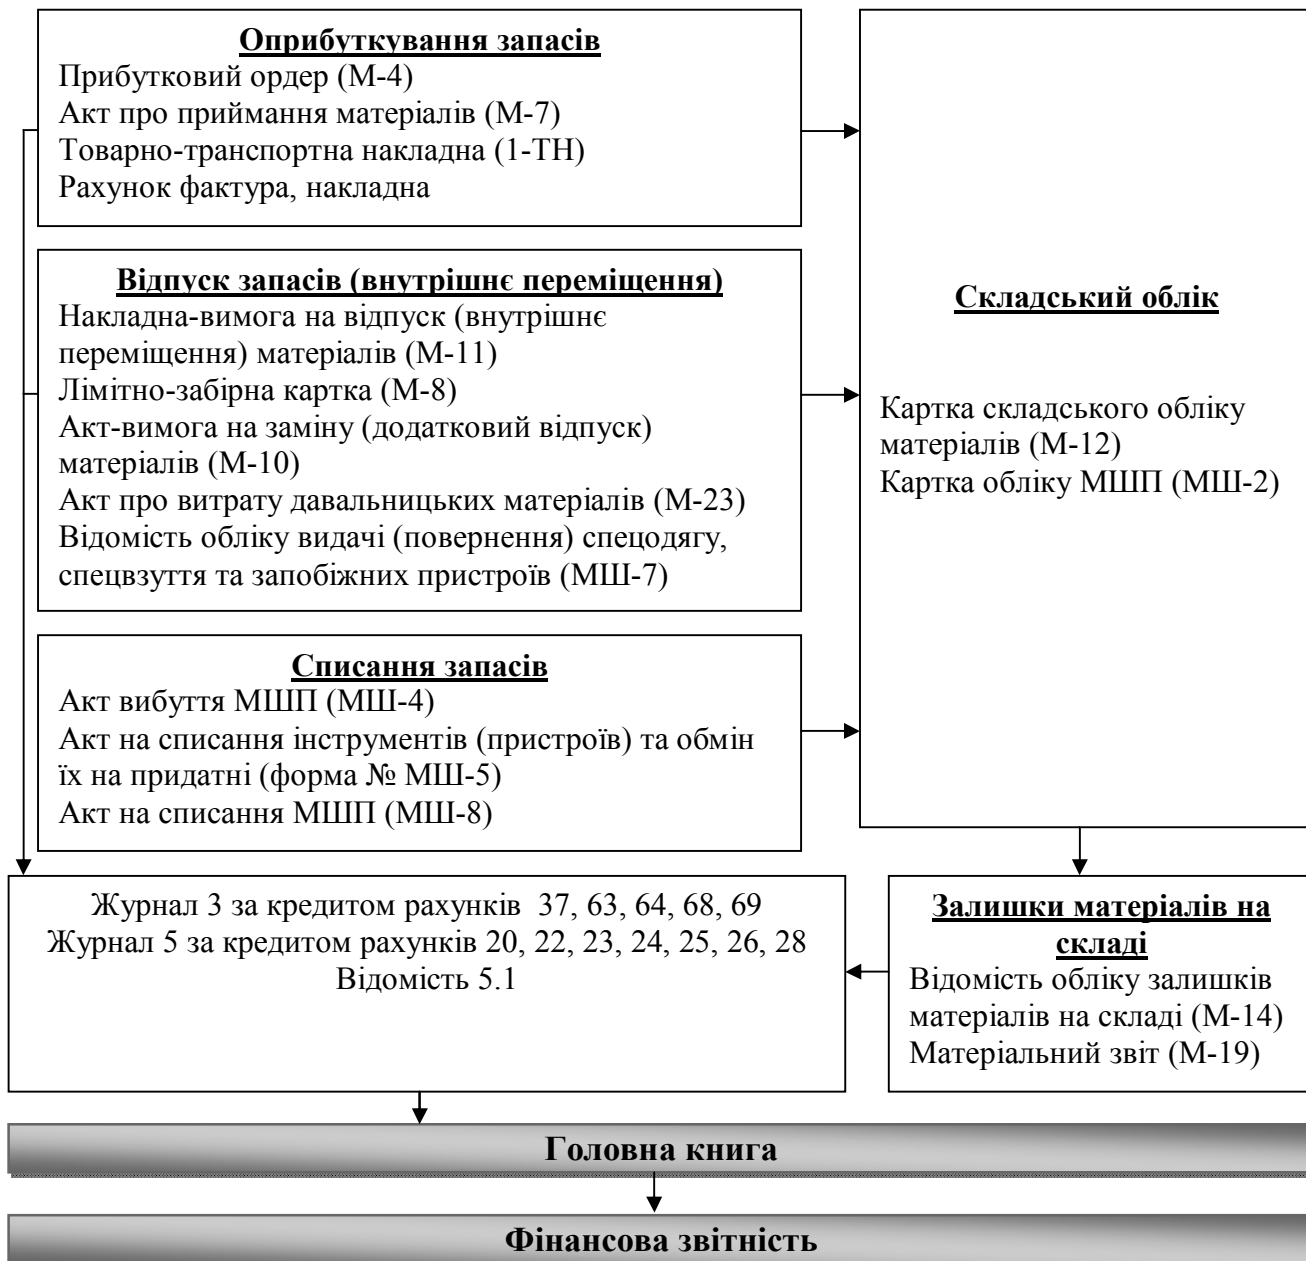 Оприбуткування запасів
Прибутковий ордер (М-4)
Акт про приймання матеріалів (М-7)
Товарно-транспортна накладна (1-ТН)
Рахунок фактура, накладна
Відпуск запасів (внутрішнє переміщення)
Накладна-вимога на відпуск (внутрішнє
переміщення) матеріалів (М-11)
Лімітно-забірна картка (М-8)
Акт-вимога на заміну (додатковий відпуск)
матеріалів (М-10)
Акт про витрату давальницьких матеріалів (М-23)
Відомість обліку видачі (повернення) спецодягу,
спецвзуття та запобіжних пристроїв (МШ-7)
Списання запасів
Акт вибуття МШП (МШ-4)
Акт на списання інструментів (пристроїв) та обмін
їх на придатні (форма № МШ-5)
Акт на списання МШП (МШ-8)
Складський облік
Картка складського обліку
матеріалів (М-12)
Картка обліку МШП (МШ-2)
Журнал 3 за кредитом рахунків 37, 63, 64, 68, 69
Журнал 5 за кредитом рахунків 20, 22, 23, 24, 25, 26, 28
Відомість 5.1
Залишки матеріалів на
складі
Відомість обліку залишків
матеріалів на складі (М-14)
Матеріальний звіт (М-19)
Головна книга
Фінансова звітність